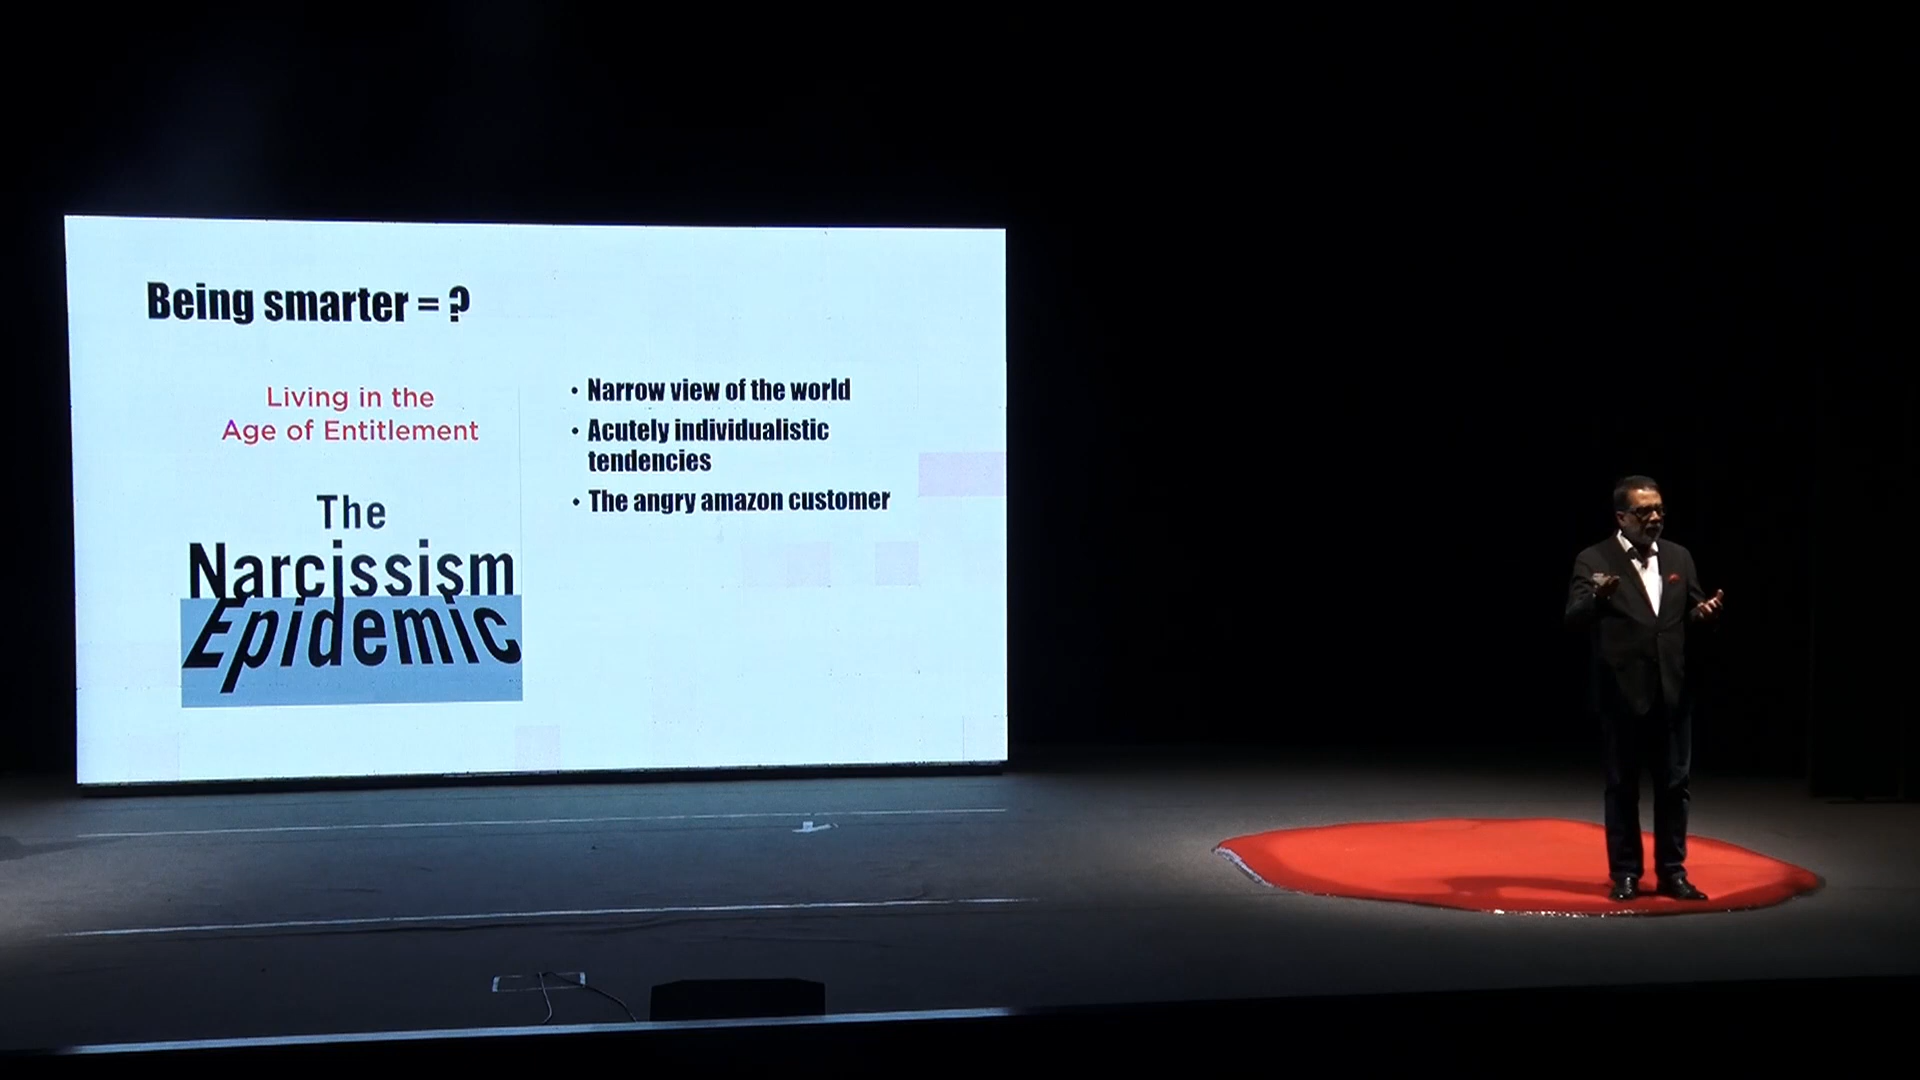 Being smarter = ?
Living in the
Age of Entitlement
The
Narcissism
Epidemic
• Narrow view of the world
• Acutely individualistic
tendencies
• The angry amazon customer